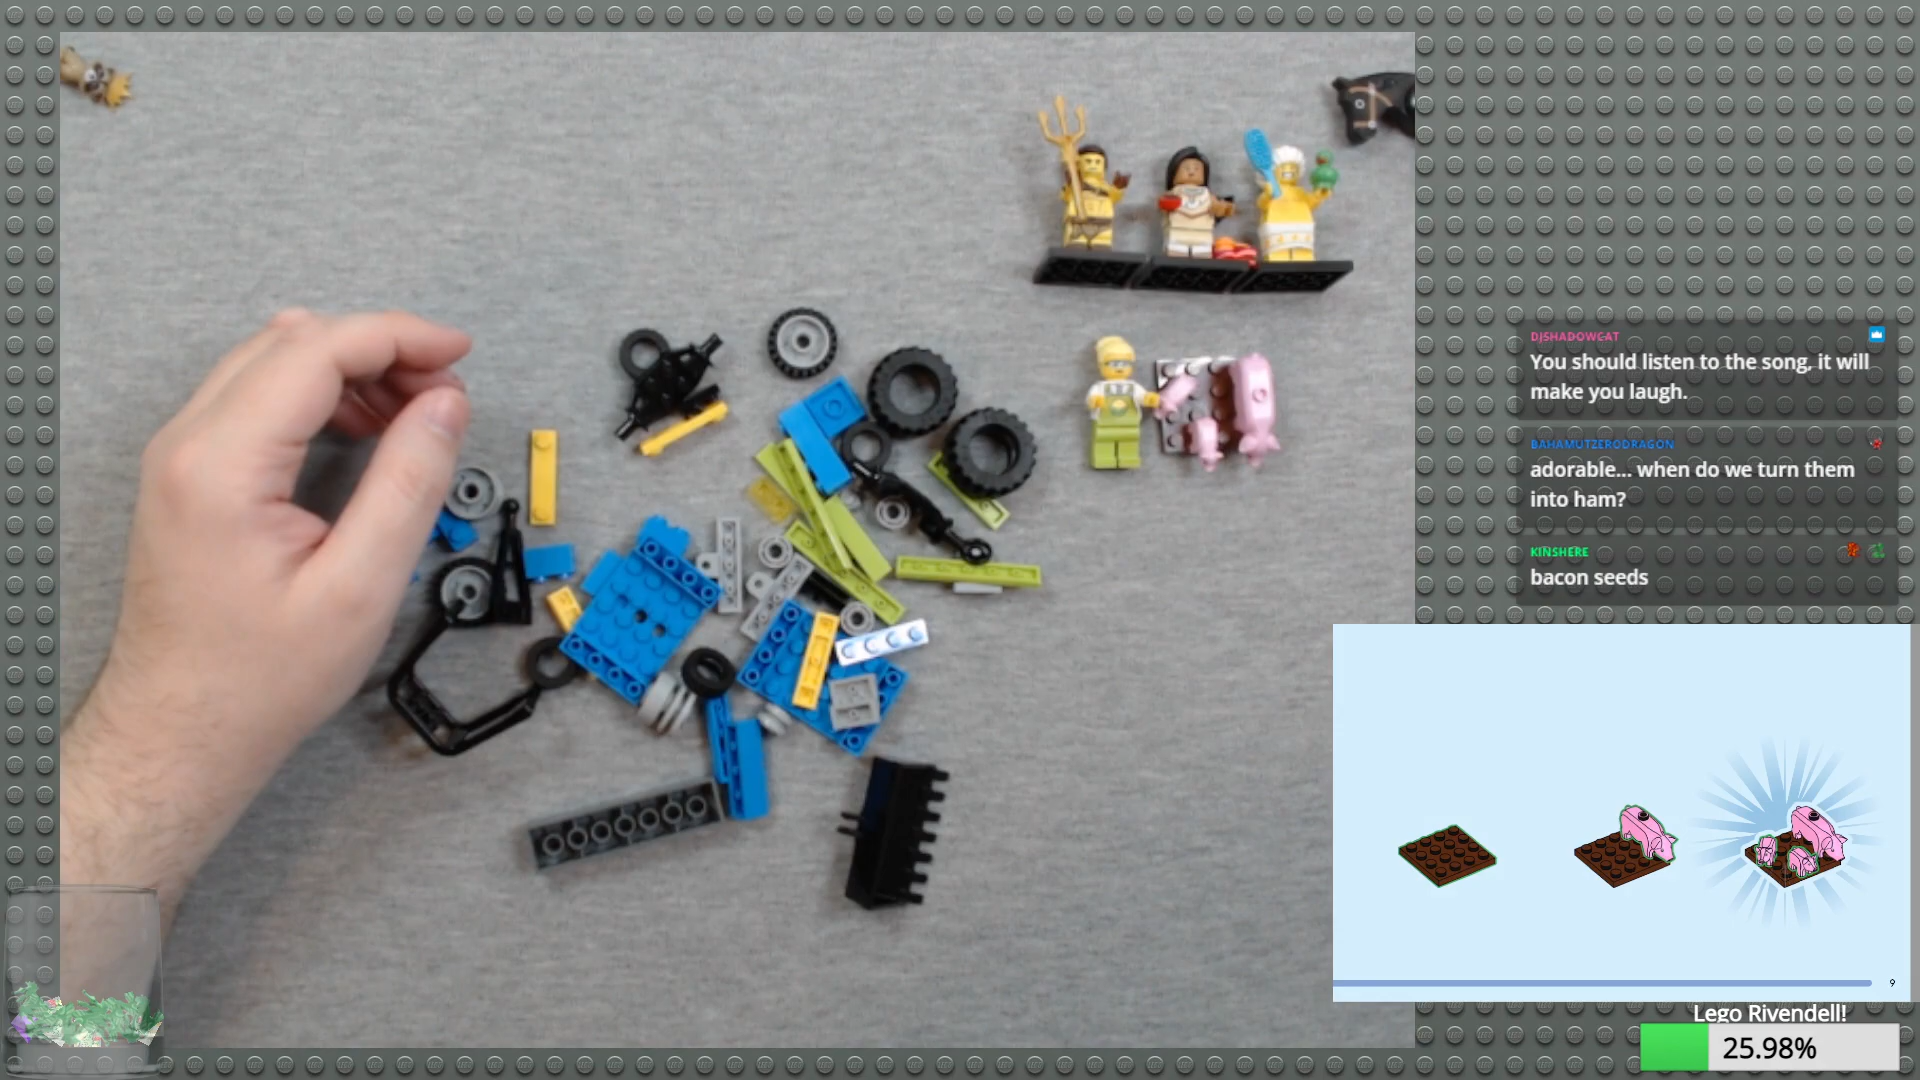 DJSHADOWCAT
You should listen to the song, it will
make you laugh.
BAHAMUTZERODRAGON
adorable... when do we turn them
into ham?
KINSHERE
bacon seeds
9
Lego Rivendell!
25.98%